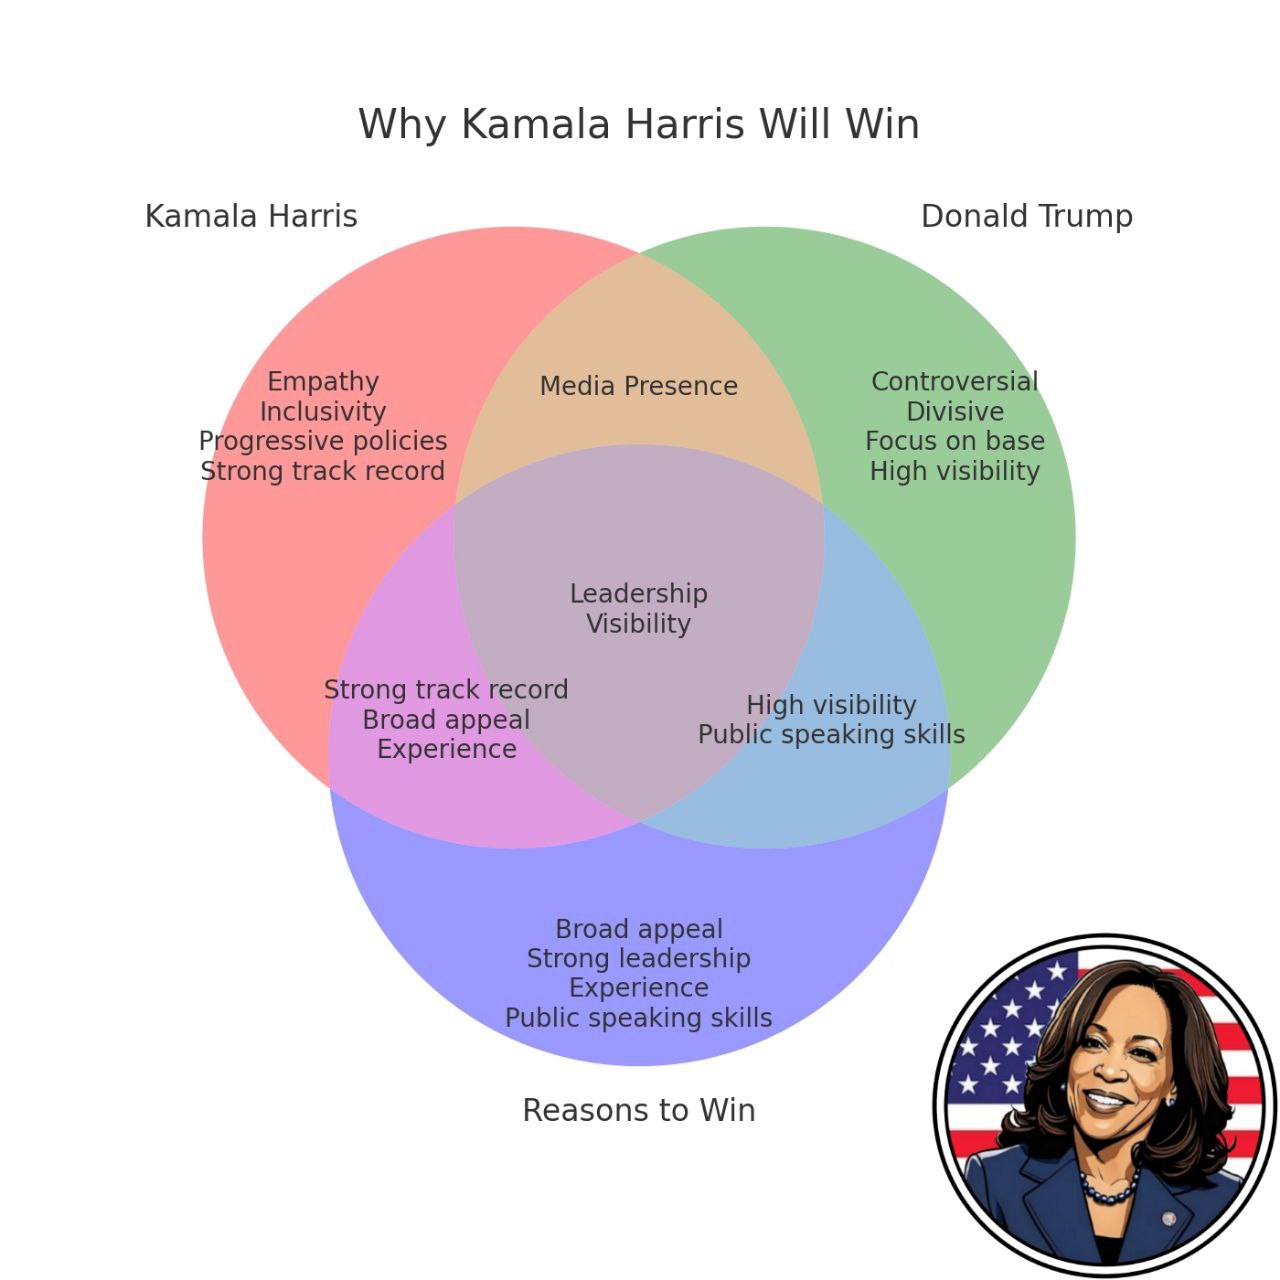 Why Kamala Harris Will Win
Kamala Harris
Donald Trump
Empathy
Inclusivity
Progressive policies
Strong track record
Media Presence
Controversial
Divisive
Focus on base
High visibility
Leadership
Visibility
Strong track record
Broad appeal
Experience
High visibility
Public speaking skills
Broad appeal
Strong leadership
Experience
Public speaking skills
Reasons to Win